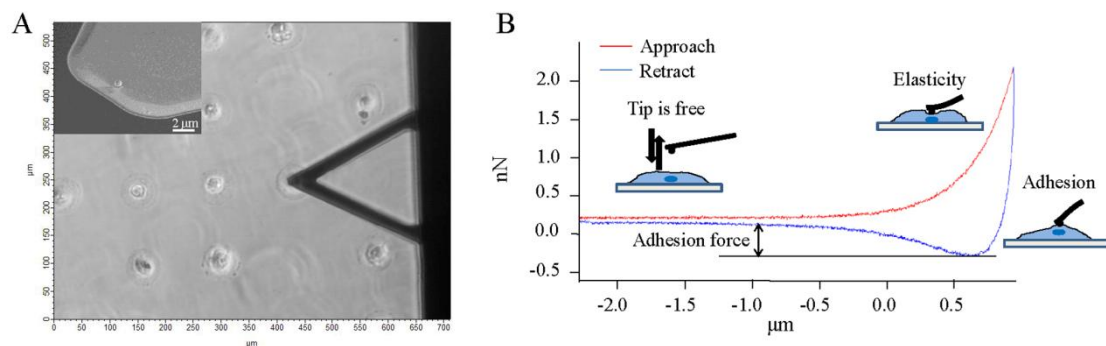 A
2 μm
μm
500
450
400
350
300
250
200
150
100
50
0
0 50 100 150 200 250 300 350 400 450 500 550 600 650 700
μm
B
Approach
Retract
Tip is free
Elasticity
Adhesion
Adhesion force
nN
2.0
1.5
1.0
0.5
0.0
-0.5
-2.0 -1.5 -1.0 -0.5 0.0 0.5
μm